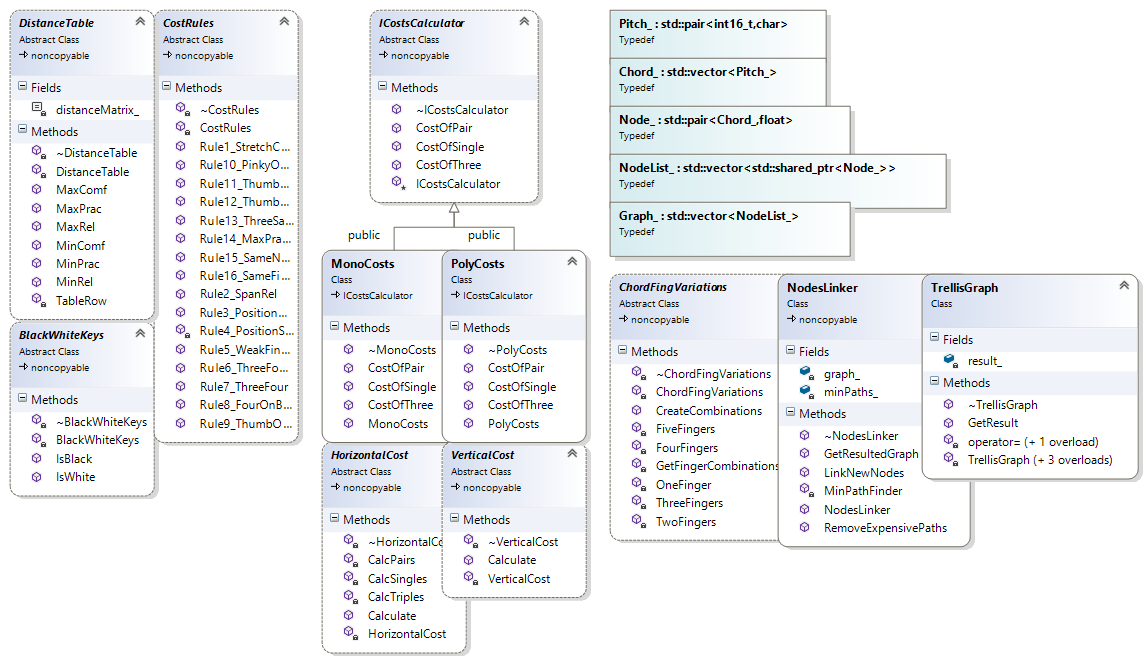 DistanceTable
Abstract Class
noncopyable
Fields
distanceMatrix_
Methods
~DistanceTable
DistanceTable
MaxComf
MaxPrac
MaxRel
MinComf
MinPrac
MinRel
TableRow
BlackWhiteKeys
Abstract Class
noncopyable
Methods
~BlackWhiteKeys
BlackWhiteKeys
IsBlack
IsWhite
CostRules
Abstract Class
noncopyable
Methods
~CostRules
CostRules
Rule1_StretchC...
Rule10_PinkyO...
Rule11_Thumb...
Rule12_Thumb...
Rule13_ThreeSa...
Rule14_MaxPra...
Rule15_SameN...
Rule16_SameFi...
Rule2_SpanRel
Rule3_Position...
Rule4_PositionS...
Rule5_WeakFin...
Rule6_ThreeFo...
Rule7_ThreeFour
Rule8_FourOnB...
Rule9_ThumbO...
ICostsCalculator
Abstract Class
noncopyable
Methods
~ICostsCalculator
CostOfPair
CostOfSingle
CostOfThree
ICostsCalculator
public
public
MonoCosts
Class
ICostsCalculator
Methods
~MonoCosts
CostOfPair
CostOfSingle
CostOfThree
MonoCosts
PolyCosts
Class
ICostsCalculator
Methods
~PolyCosts
CostOfPair
CostOfSingle
CostOfThree
PolyCosts
HorizontalCost
Abstract Class
noncopyable
Methods
~HorizontalCo
CalcPairs
CalcSingles
CalcTriples
Calculate
HorizontalCost
VerticalCost
Abstract Class
noncopyable
Methods
~VerticalCost
Calculate
VerticalCost
Pitch_ : std::pair<int16_t,char>
Typedef
Chord_ : std::vector<Pitch_>
Typedef
Node_ : std::pair<Chord_,float>
Typedef
NodeList_ : std::vector<std::shared_ptr<Node_>>
Typedef
Graph_ : std::vector<NodeList_>
Typedef
ChordFingVariations
Abstract Class
noncopyable
Methods
~ChordFingVariations
ChordFingVariations
CreateCombinations
FiveFingers
FourFingers
GetFingerCombinations
OneFinger
ThreeFingers
TwoFingers
NodesLinker
Class
noncopyable
Fields
graph_
minPaths_
Methods
~NodesLinker
GetResultedGraph
LinkNewNodes
MinPathFinder
NodesLinker
RemoveExpensivePaths
TrellisGraph
Class
Fields
result_
Methods
~TrellisGraph
GetResult
operator= (+ 1 overload)
TrellisGraph (+ 3 overloads)